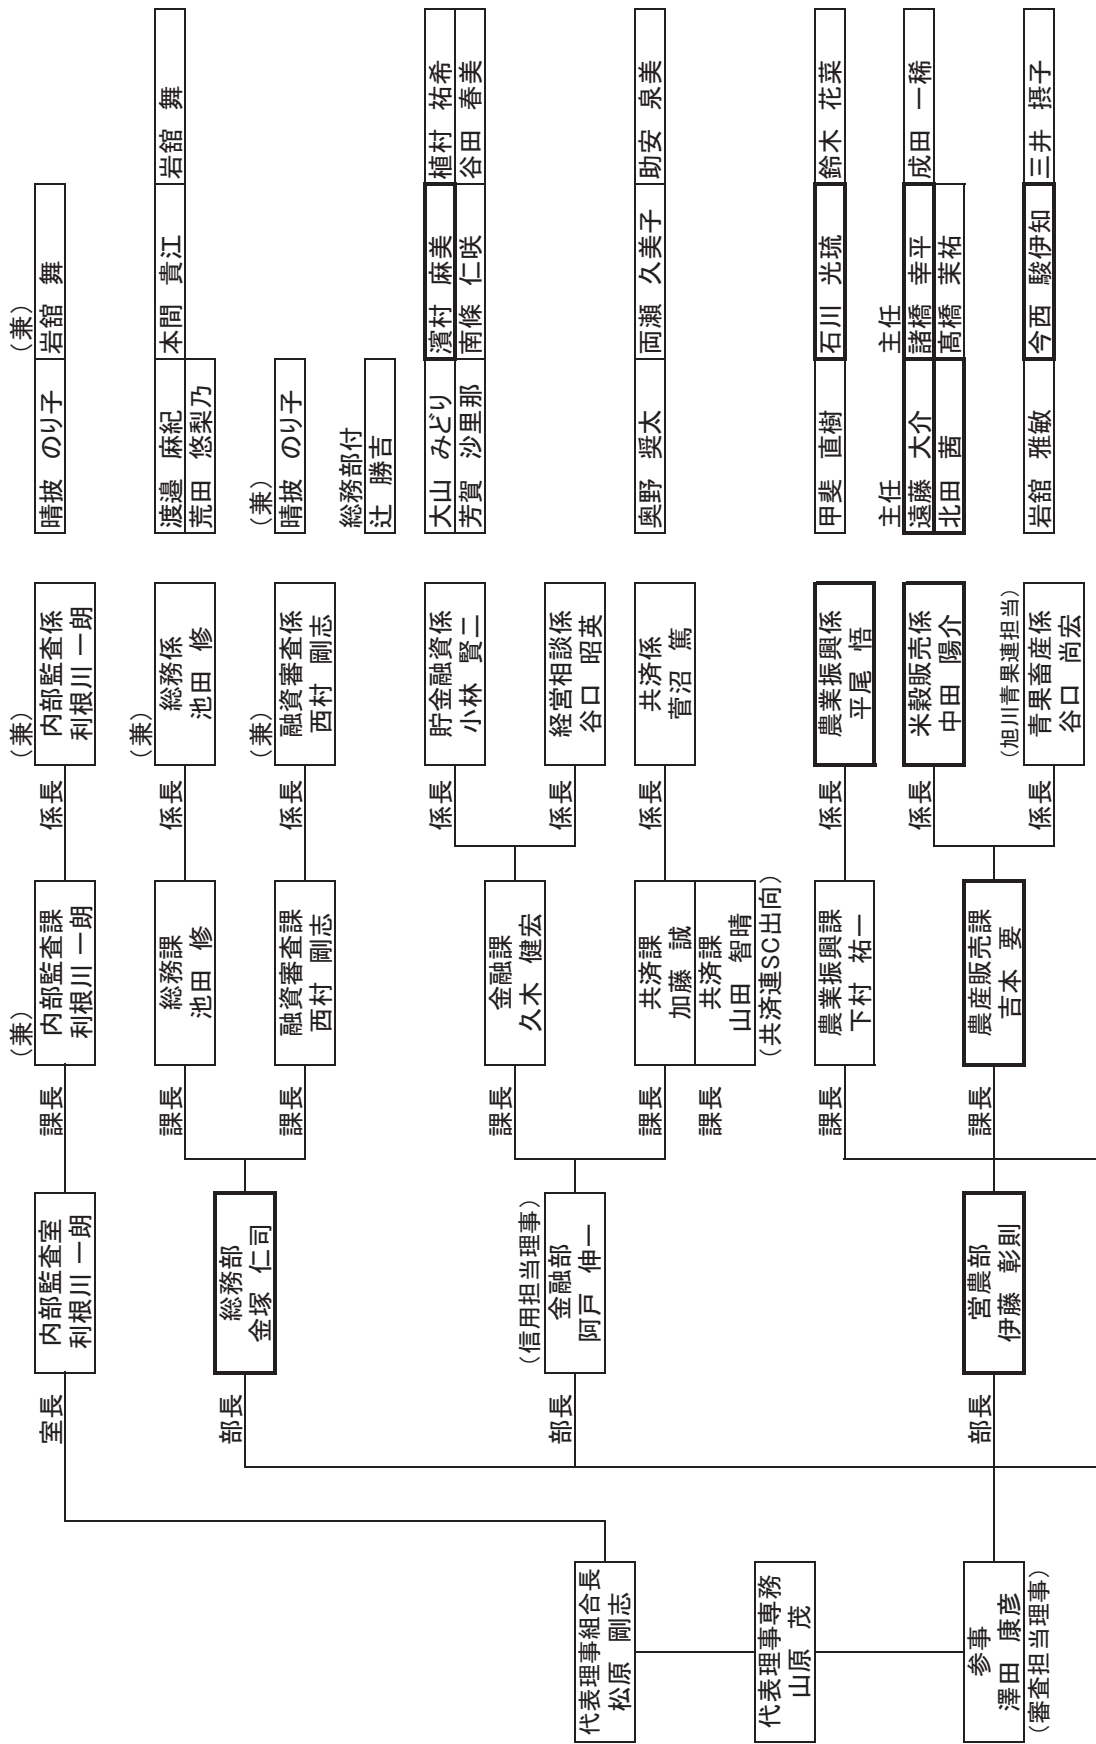 代表理事組合長
松原 剛志
代表理事専務
山原 茂
参事
澤田 康彦
(審査担当理事)
室長
内部監査室
利根川 一朗
課長
(兼)
内部監査課
利根川 一朗
係長
(兼)
内部監査係
利根川 一朗
晴披 のり子
(兼)
岩舘 舞
部長
総務部
金塚 仁司
課長
総務課
池田 修
係長
(兼)
総務係
池田 修
渡邉 麻紀
本間 貴江
岩舘 舞
荒田 悠梨乃
課長
融資審査課
西村 剛志
係長
(兼)
融資審査係
西村 剛志
(兼)
晴披 のり子
総務部付
辻 勝吉
部長
(信用担当理事)
金融部
阿戸 伸一
課長
金融課
久木 健宏
係長
貯金融資係
小林 賢二
大山 みどり
濱村 麻美
植村 祐希
芳賀 沙里那
南條 仁咲
谷田 春美
係長
経営相談係
谷口 昭英
課長
共済課
加藤 誠
係長
共済係
菅沼 篤
奥野 奨太
両瀬 久美子
助安 泉美
課長
共済課
山田 智晴
(共済連SC出向)
部長
営農部
伊藤 彰則
課長
農業振興課
下村 祐一
係長
農業振興係
平尾 悟
甲斐 直樹
石川 光琉
鈴木 花菜
課長
農産販売課
吉本 要
係長
米穀販売係
中田 陽介
主任
遠藤 大介
主任
諸橋 幸平
成田 一稀
北田 茜
髙橋 茉祐
係長
(旭川青果連担当)
青果畜産係
谷口 尚宏
岩舘 雅敏
今西 駿伊知
三井 摂子